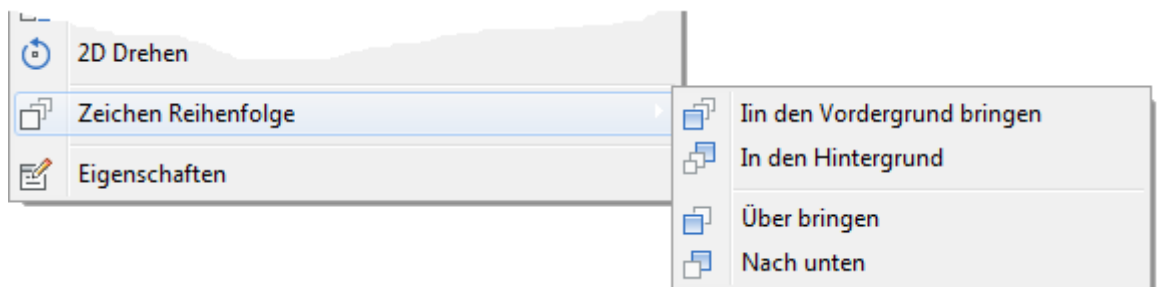 2D Drehen
Zeichen Reihenfolge
Eigenschaften
Iin den Vordergrund bringen
In den Hintergrund
Über bringen
Nach unten